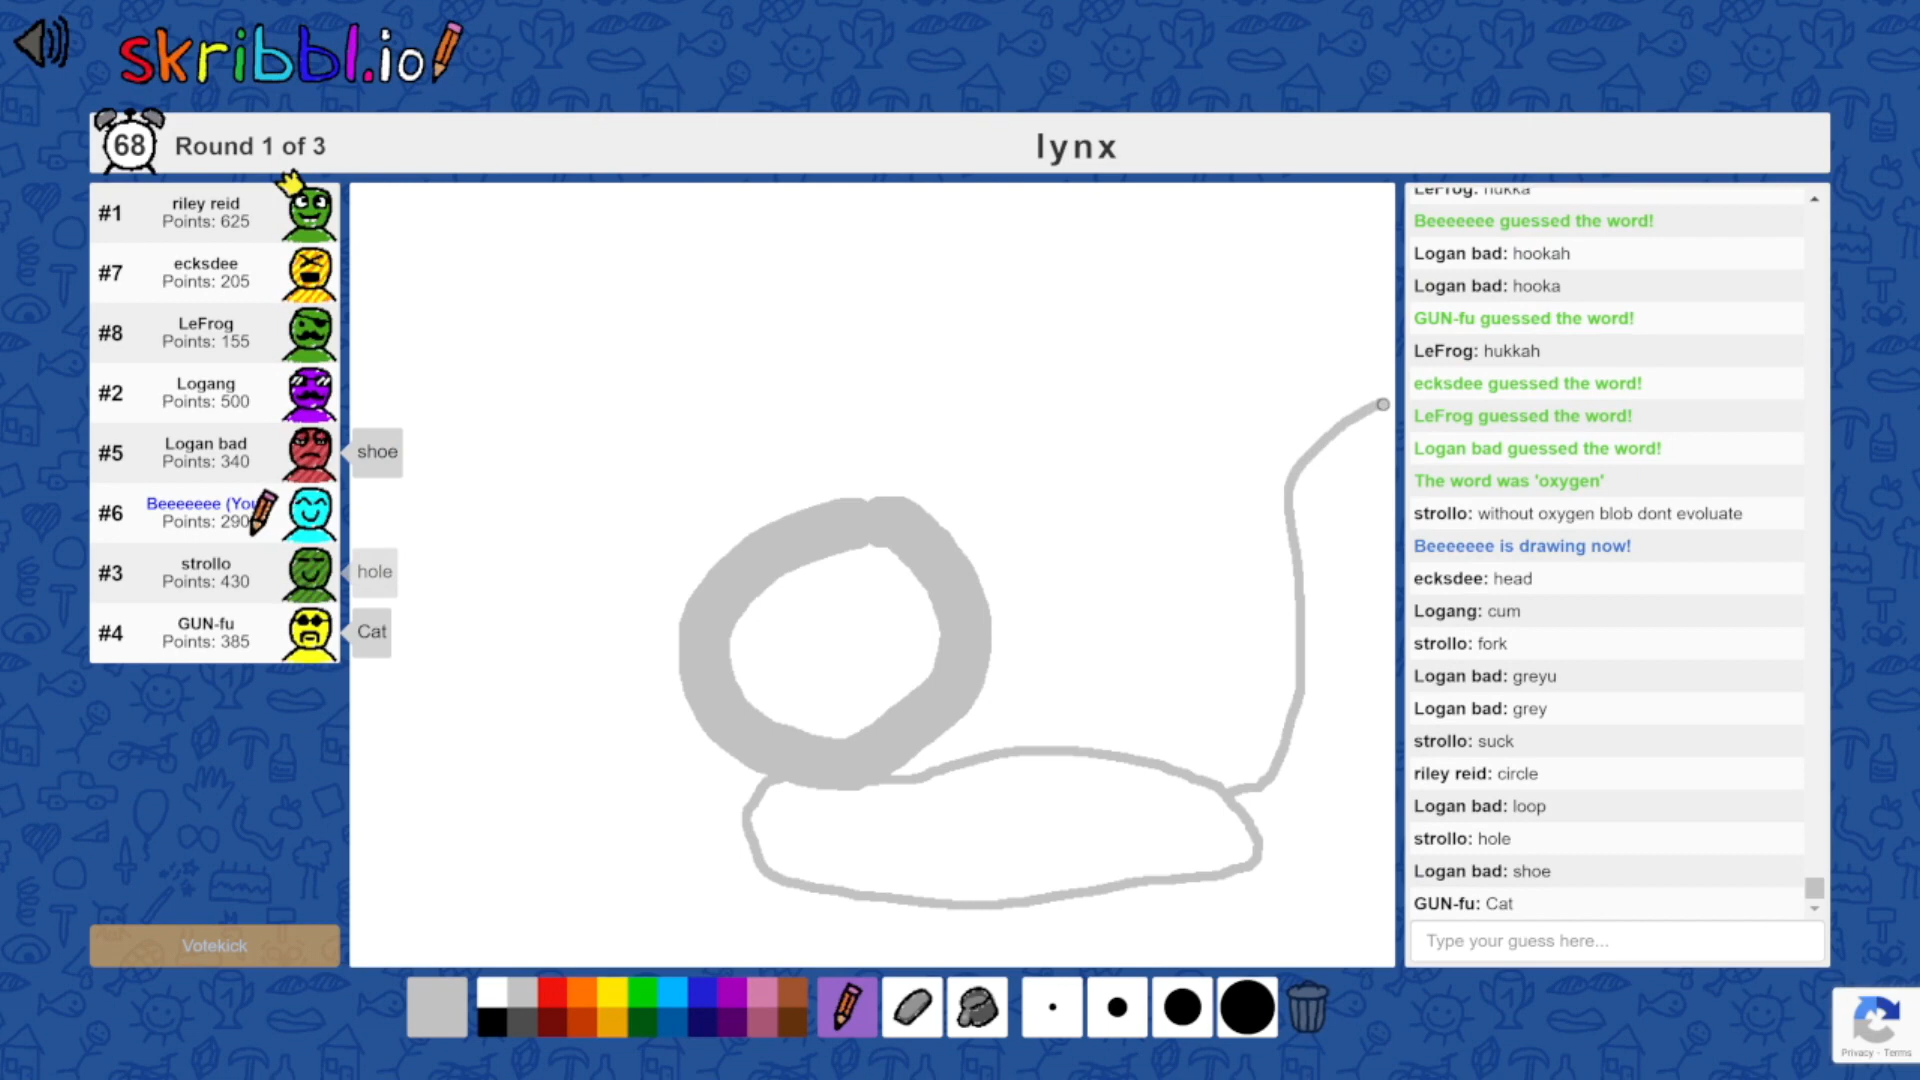 skribbl.io
68
Round 1 of 3
lynx
#1
riley reid
Points: 625
#7
ecksdee
Points: 205
#8
LeFrog
Points: 155
#2
Logang
Points: 500
#5
Logan bad
Points: 340
shoe
#6
Beeeeeee (You
Points: 290
#3
strollo
Points: 430
hole
#4
GUN-fu
Points: 385
Cat
Votekick
LeFrog: hukka
Beeeeeee guessed the word!
Logan bad: hookah
Logan bad: hooka
GUN-fu guessed the word!
LeFrog: hukkah
ecksdee guessed the word!
LeFrog guessed the word!
Logan bad guessed the word!
The word was 'oxygen'
strollo: without oxygen blob dont evoluate
Beeeeeee is drawing now!
ecksdee: head
Logang: cum
strollo: fork
Logan bad: greyu
Logan bad: grey
strollo: suck
riley reid: circle
Logan bad: loop
strollo: hole
Logan bad: shoe
GUN-fu: Cat
Type your guess here...
Privacy - Terms